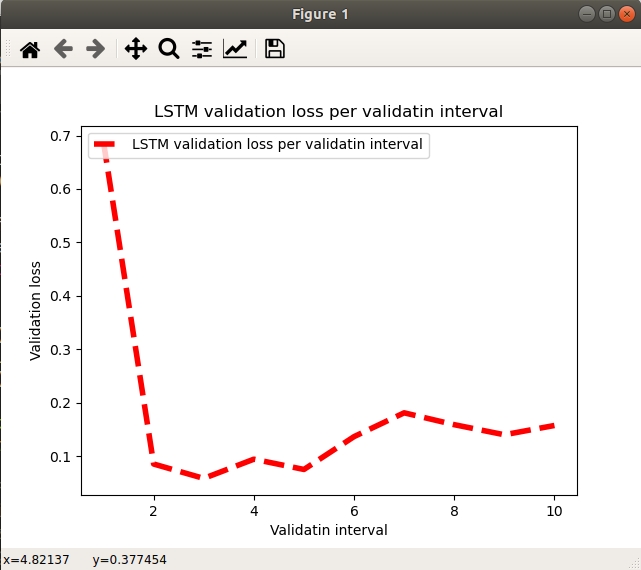 Figure 1
LSTM validation loss per validatin interval
LSTM validation loss per validatin interval
0.7
0.6
0.5
0.4
0.3
0.2
0.1
Validation loss
2 4 6 8 10
Validatin interval
x=4.82137 y=0.377454